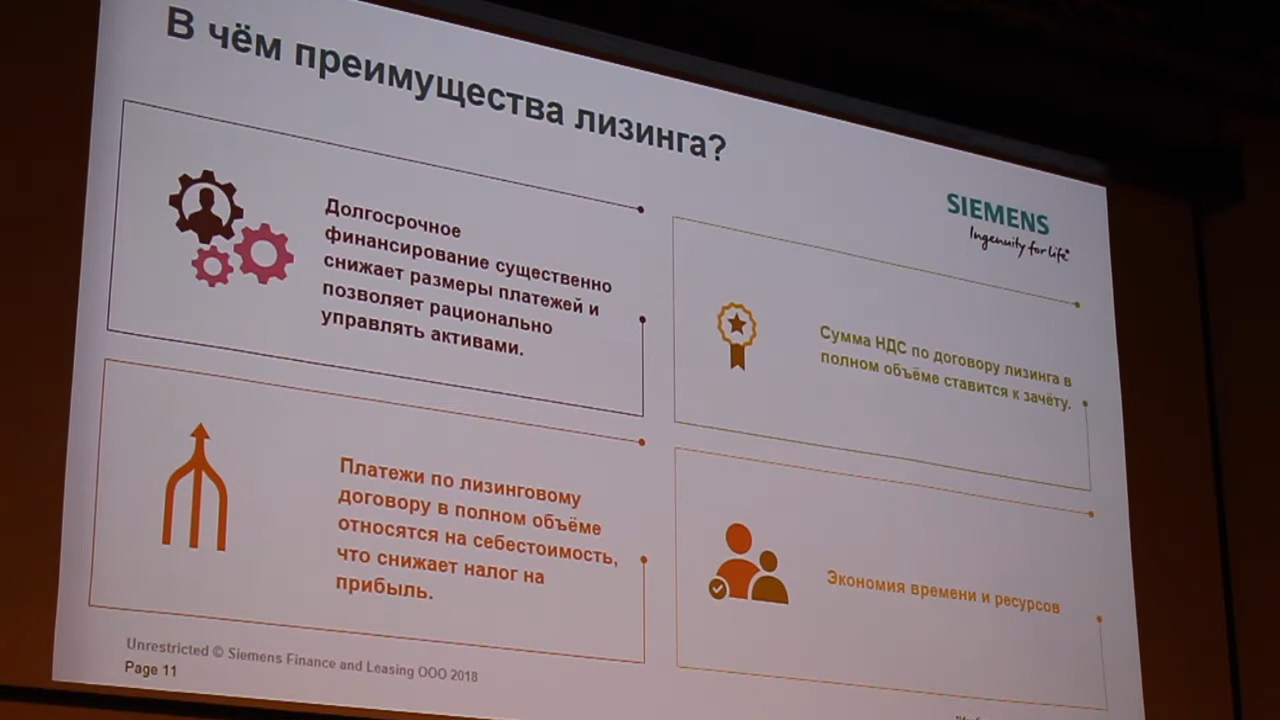 В чём преимущества лизинга?
SIEMENS
Ingenuity for life
Долгосрочное
финансирование существенно
снижает размеры платежей и
позволяет рационально
управлять активами.
Сумма НДС по договору лизинга в
полном объёме ставится к зачёту.
Платежи по лизинговому
договору в полном объёме
относятся на себестоимость,
что снижает налог на
прибыль.
Экономия времени и ресурсов
Unrestricted © Siemens Finance and Leasing ООО 2018
Page 11